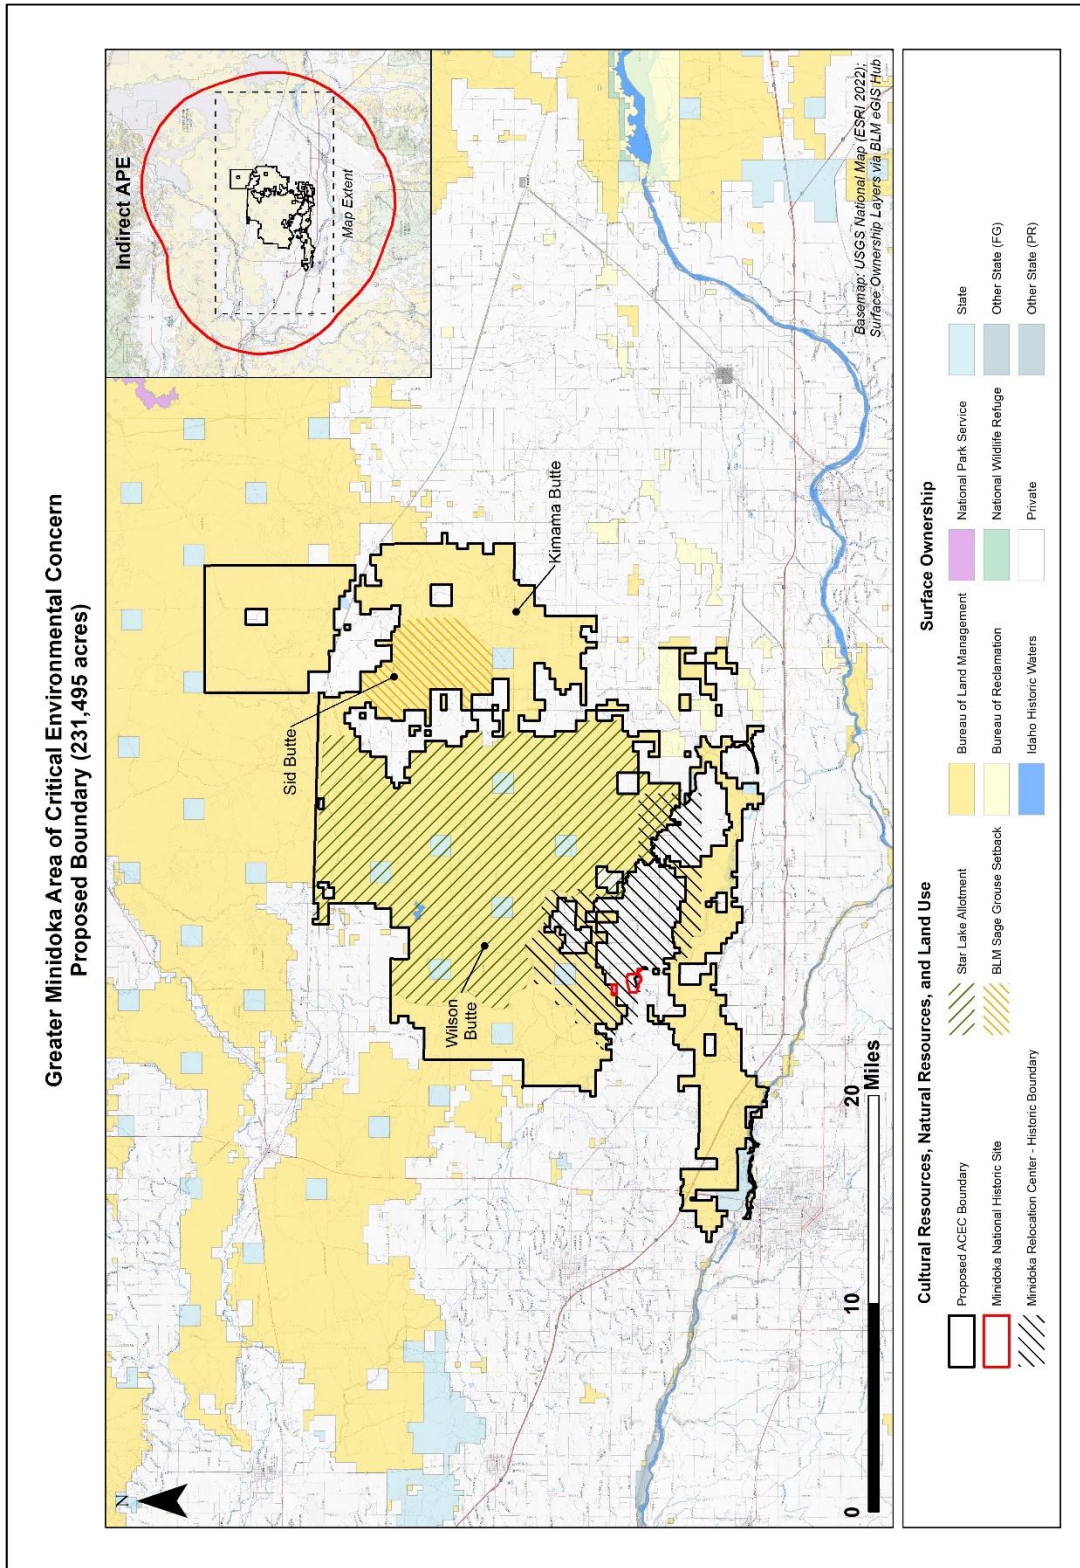 Greater Minidoka Area of Critical Environmental Concern
Proposed Boundary (231,495 acres)
N
Indirect APE
Map Extent
Sid Butte
Kimama Butte
Wilson
Butte
0
10
20
Miles
Basemap: USGS National Map (ESRI 2022);
Surface Ownership Layers via BLM eGIS Hub
Cultural Resources, Natural Resources, and Land Use
Proposed ACEC Boundary
Minidoka National Historic Site
Minidoka Relocation Center - Historic Boundary
Star Lake Allotment
BLM Sage Grouse Setback
Surface Ownership
Bureau of Land Management
Bureau of Reclamation
Idaho Historic Waters
National Park Service
National Wildlife Refuge
Private
State
Other State (FG)
Other State (PR)